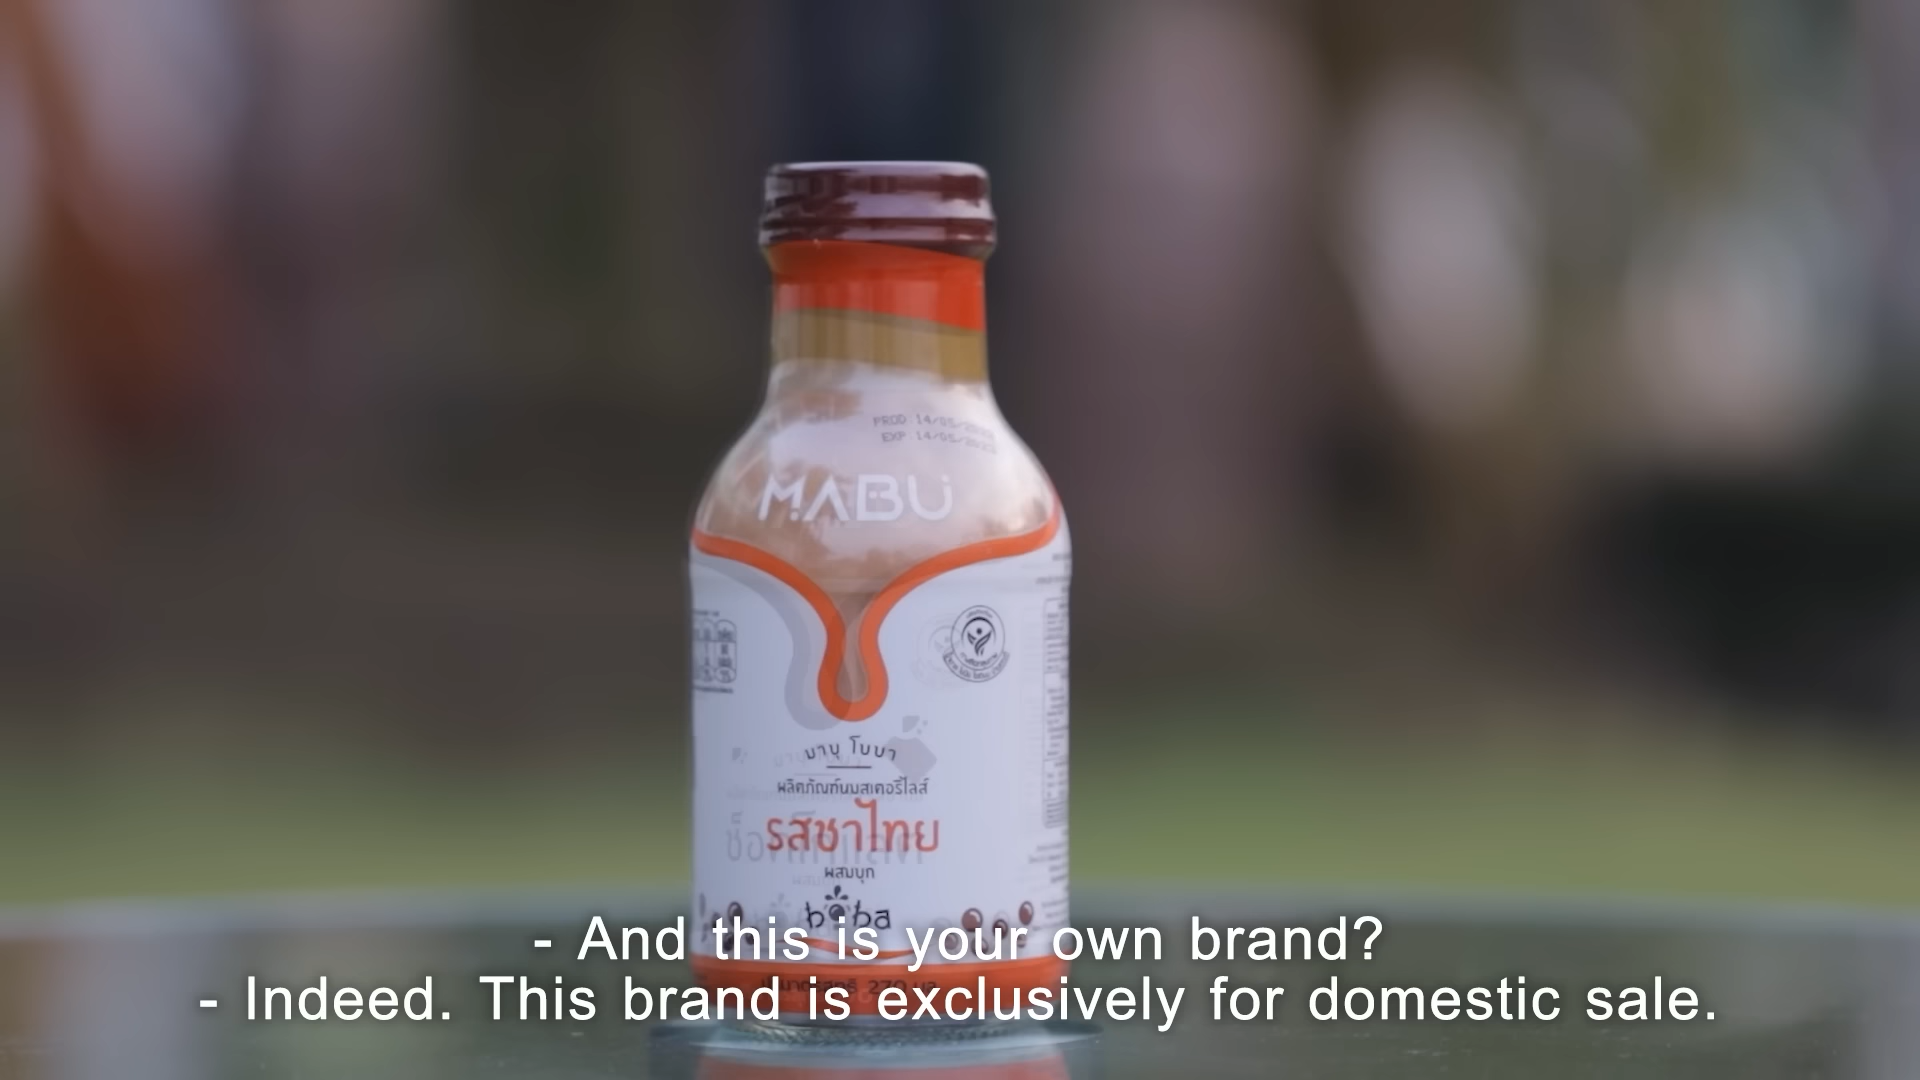 PROD 14/05/
EXP 14/05/
MABU
มาบุ โบบา
ผลิตภัณฑ์นมสเตอรีไลส์
รสชาไทย
ผสมบุก
boba
- And this is your own brand?
- Indeed. This brand is exclusively for domestic sale.